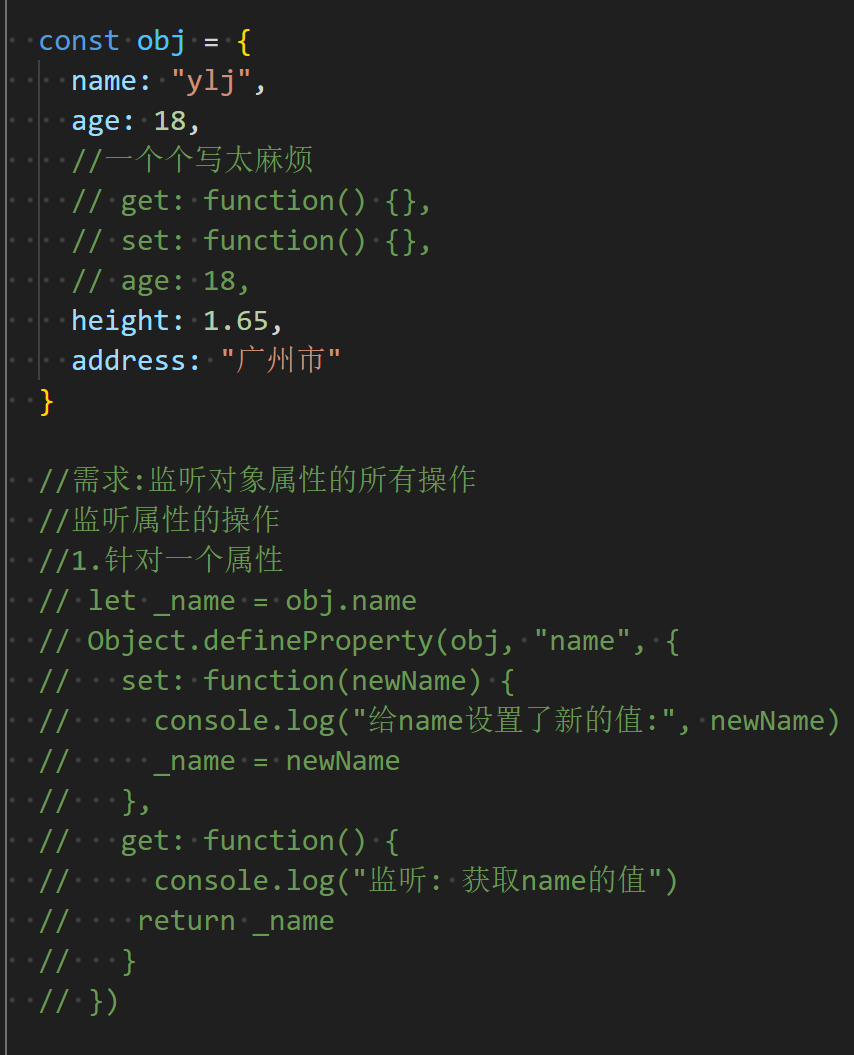 const obj = {
    name: "ylj",
    age: 18,
    //一个个写太麻烦
    // get: function() {},
    // set: function() {},
    // age: 18,
    height: 1.65,
    address: "广州市"
}
//需求:监听对象属性的所有操作
//监听属性的操作
//1.针对一个属性
// let _name = obj.name
// Object.defineProperty(obj, "name", {
//   set: function(newName) {
//     console.log("给name设置了新的值:", newName)
//     _name = newName
//   },
//   get: function() {
//     console.log("监听: 获取name的值")
//    return _name
//   }
// })